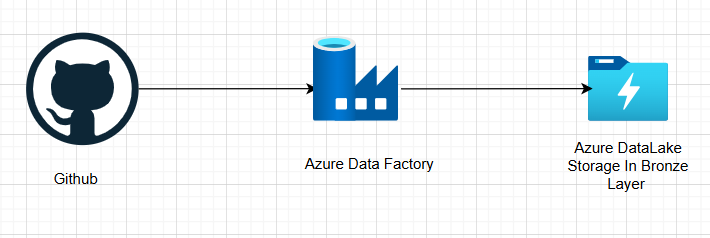 Github
Azure Data Factory
Azure DataLake
Storage In Bronze
Layer